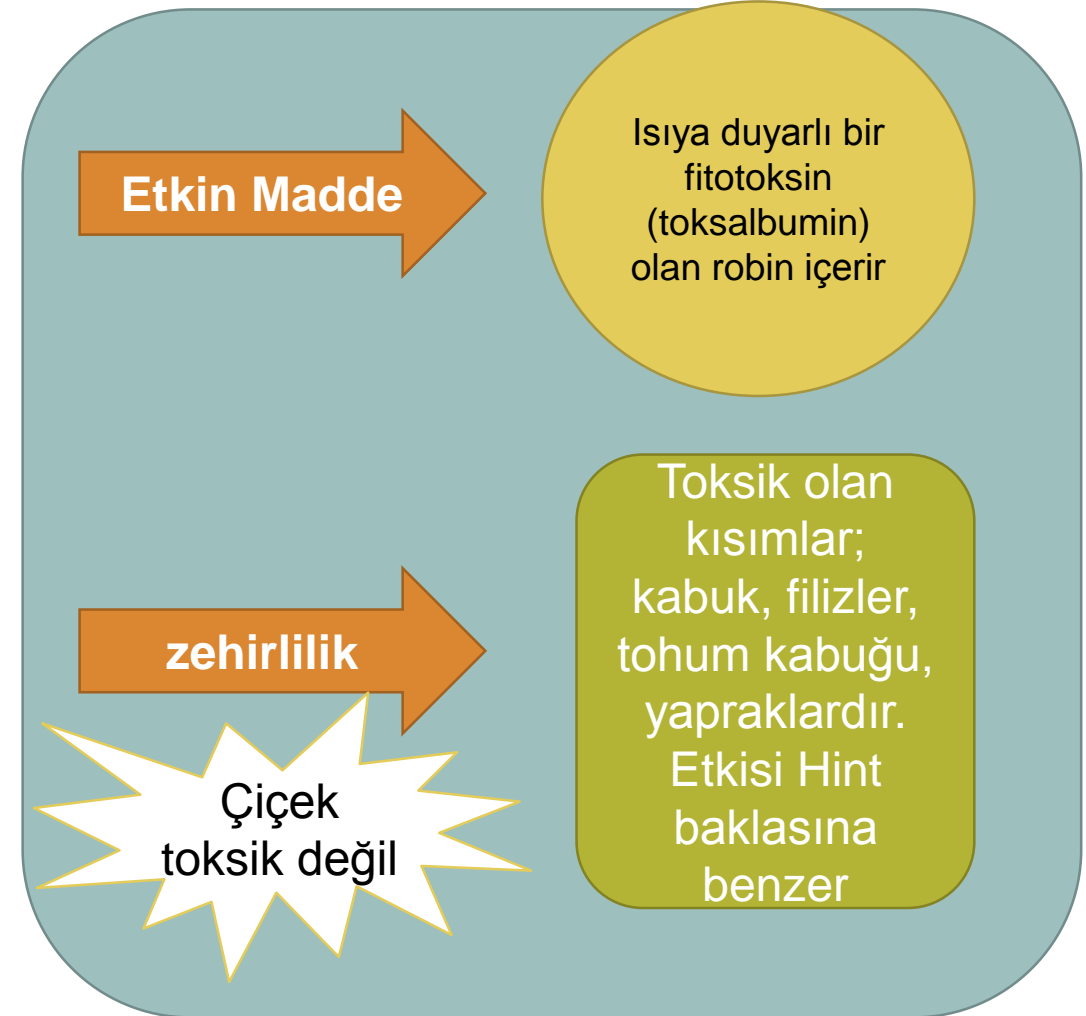 Etkin Madde
Isıya duyarlı bir
fitotoksin
(toksalbumin)
olan robin içerir
zehirlilik
Çiçek
toksik değil
Toksik olan
kısımlar;
kabuk, filizler,
tohum kabuğu,
yapraklardır.
Etkisi Hint
baklasına
benzer